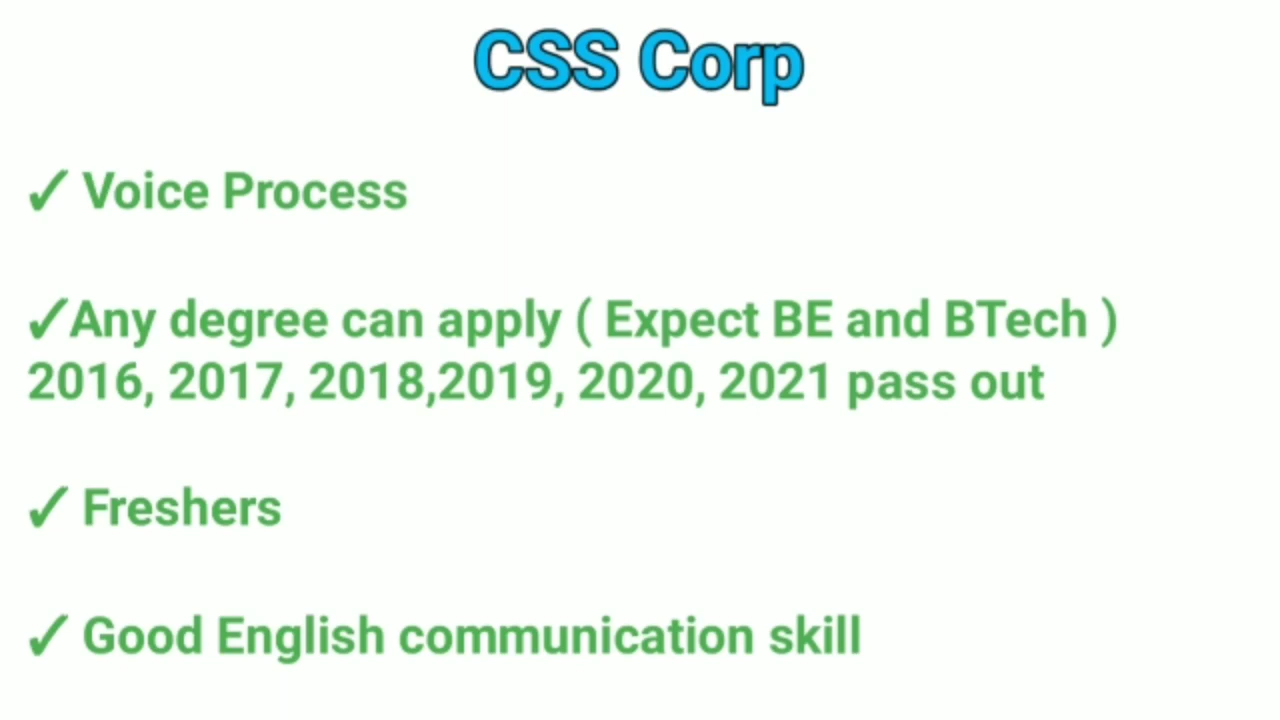 CSS Corp
✓ Voice Process
✓Any degree can apply ( Expect BE and BTech )
2016, 2017, 2018,2019, 2020, 2021 pass out
✓ Freshers
✓ Good English communication skill